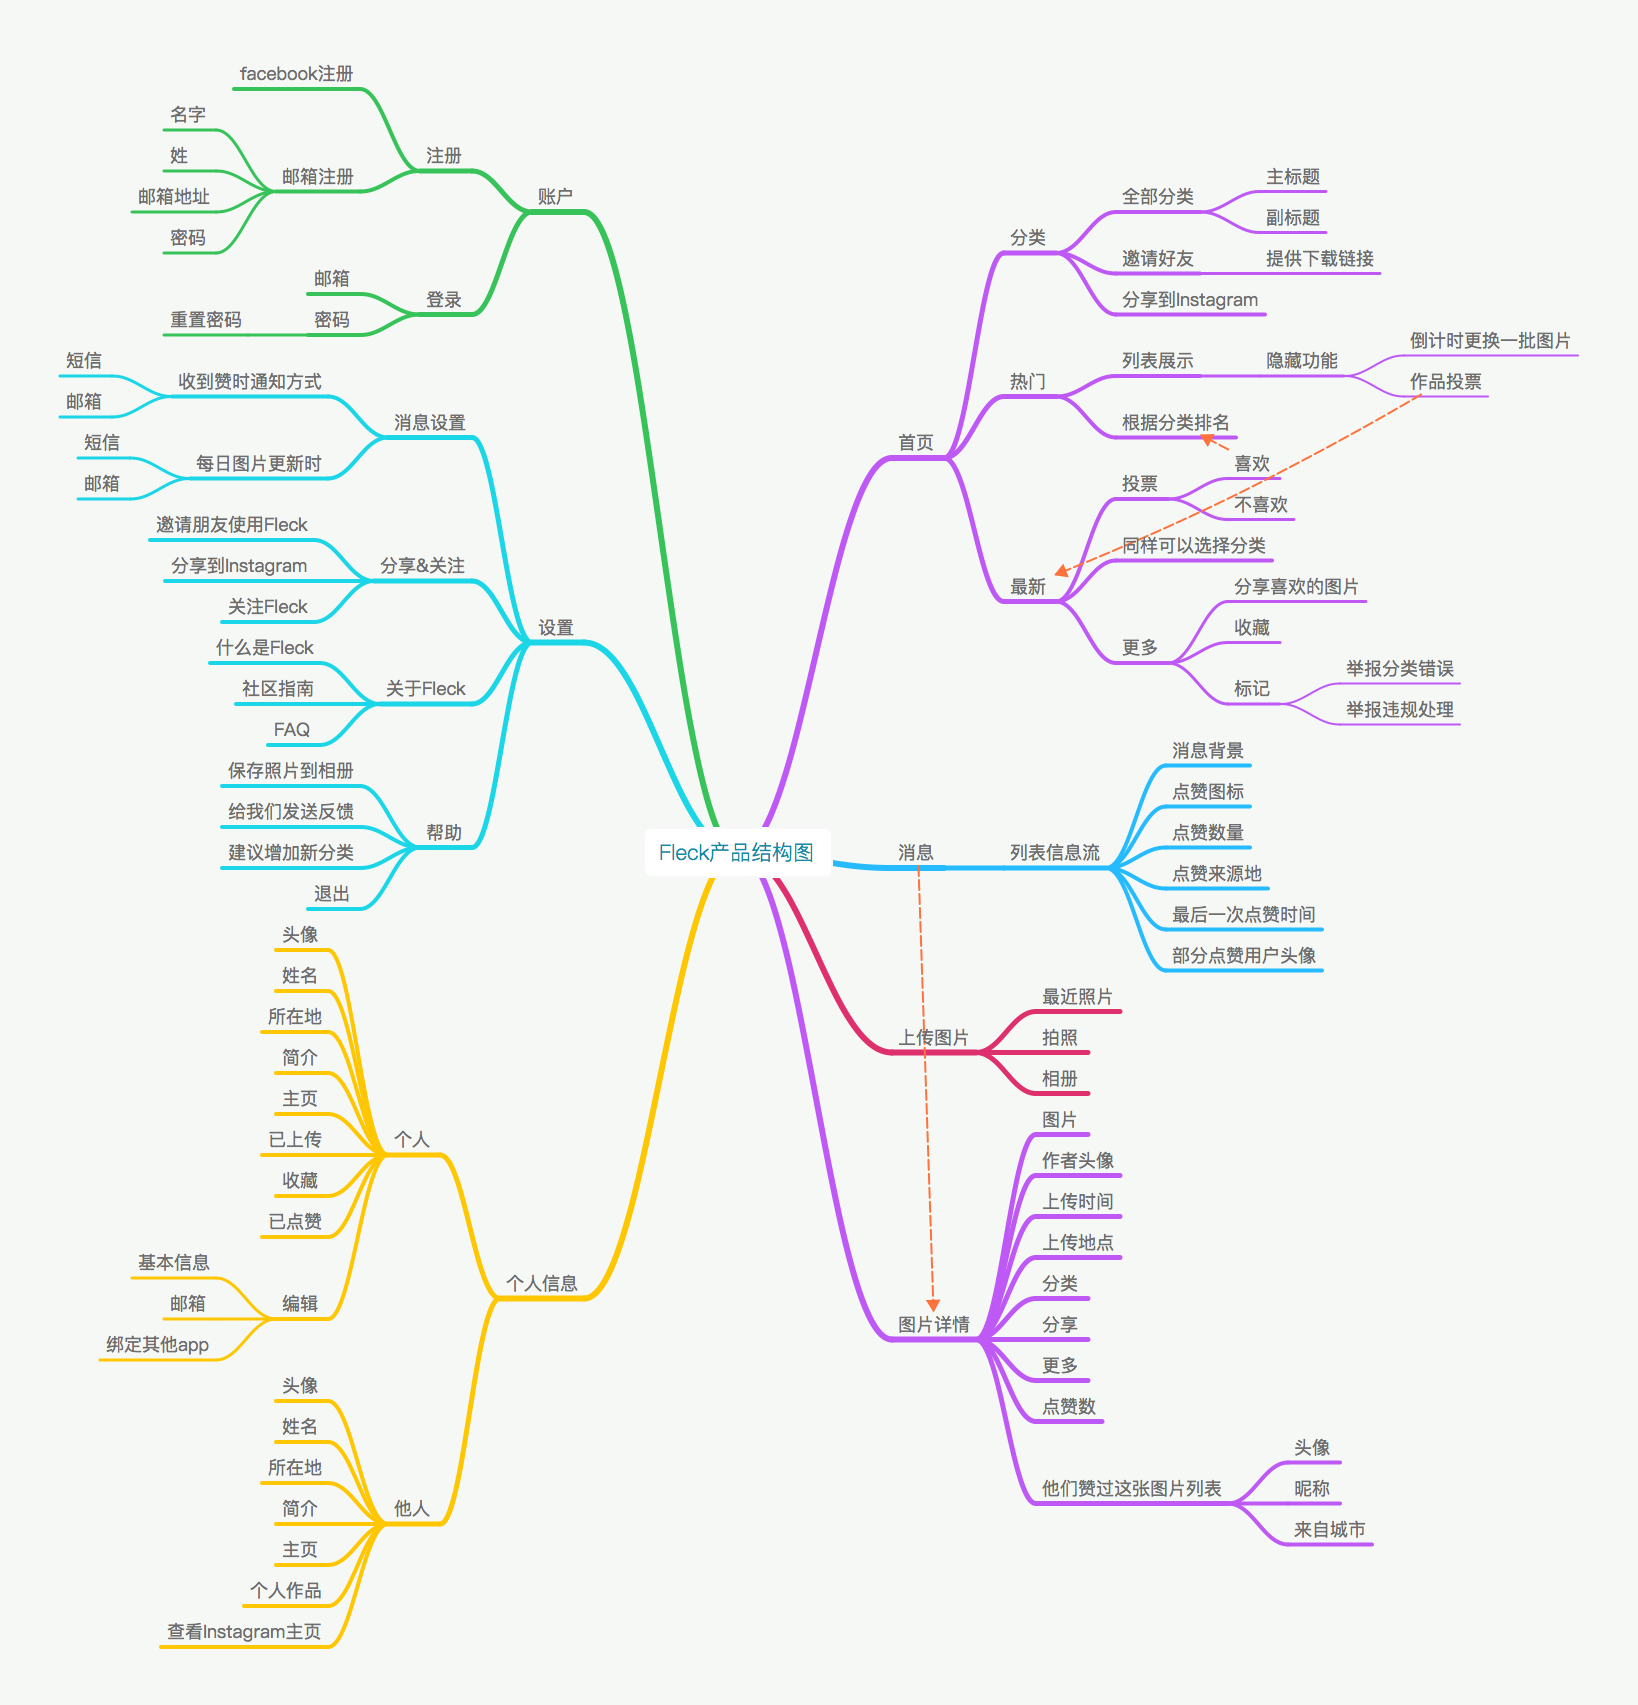 Fleck产品结构图
账户
注册
facebook注册
邮箱注册
名字
姓
邮箱地址
密码
登录
邮箱
密码
重置密码
设置
消息设置
收到赞时通知方式
短信
邮箱
每日图片更新时
短信
邮箱
分享&关注
邀请朋友使用Fleck
分享到Instagram
关注Fleck
关于Fleck
什么是Fleck
社区指南
FAQ
帮助
保存照片到相册
给我们发送反馈
建议增加新分类
退出
个人信息
个人
头像
姓名
所在地
简介
主页
已上传
收藏
已点赞
编辑
基本信息
邮箱
绑定其他app
他人
头像
姓名
所在地
简介
主页
个人作品
查看Instagram主页
首页
分类
全部分类
主标题
副标题
邀请好友
提供下载链接
分享到Instagram
热门
列表展示
隐藏功能
倒计时更换一批图片
作品投票
根据分类排名
最新
投票
喜欢
不喜欢
同样可以选择分类
更多
分享喜欢的图片
收藏
标记
举报分类错误
举报违规处理
消息
列表信息流
消息背景
点赞图标
点赞数量
点赞来源地
最后一次点赞时间
部分点赞用户头像
上传图片
最近照片
拍照
相册
图片详情
图片
作者头像
上传时间
上传地点
分类
分享
更多
点赞数
他们赞过这张图片列表
头像
昵称
来自城市